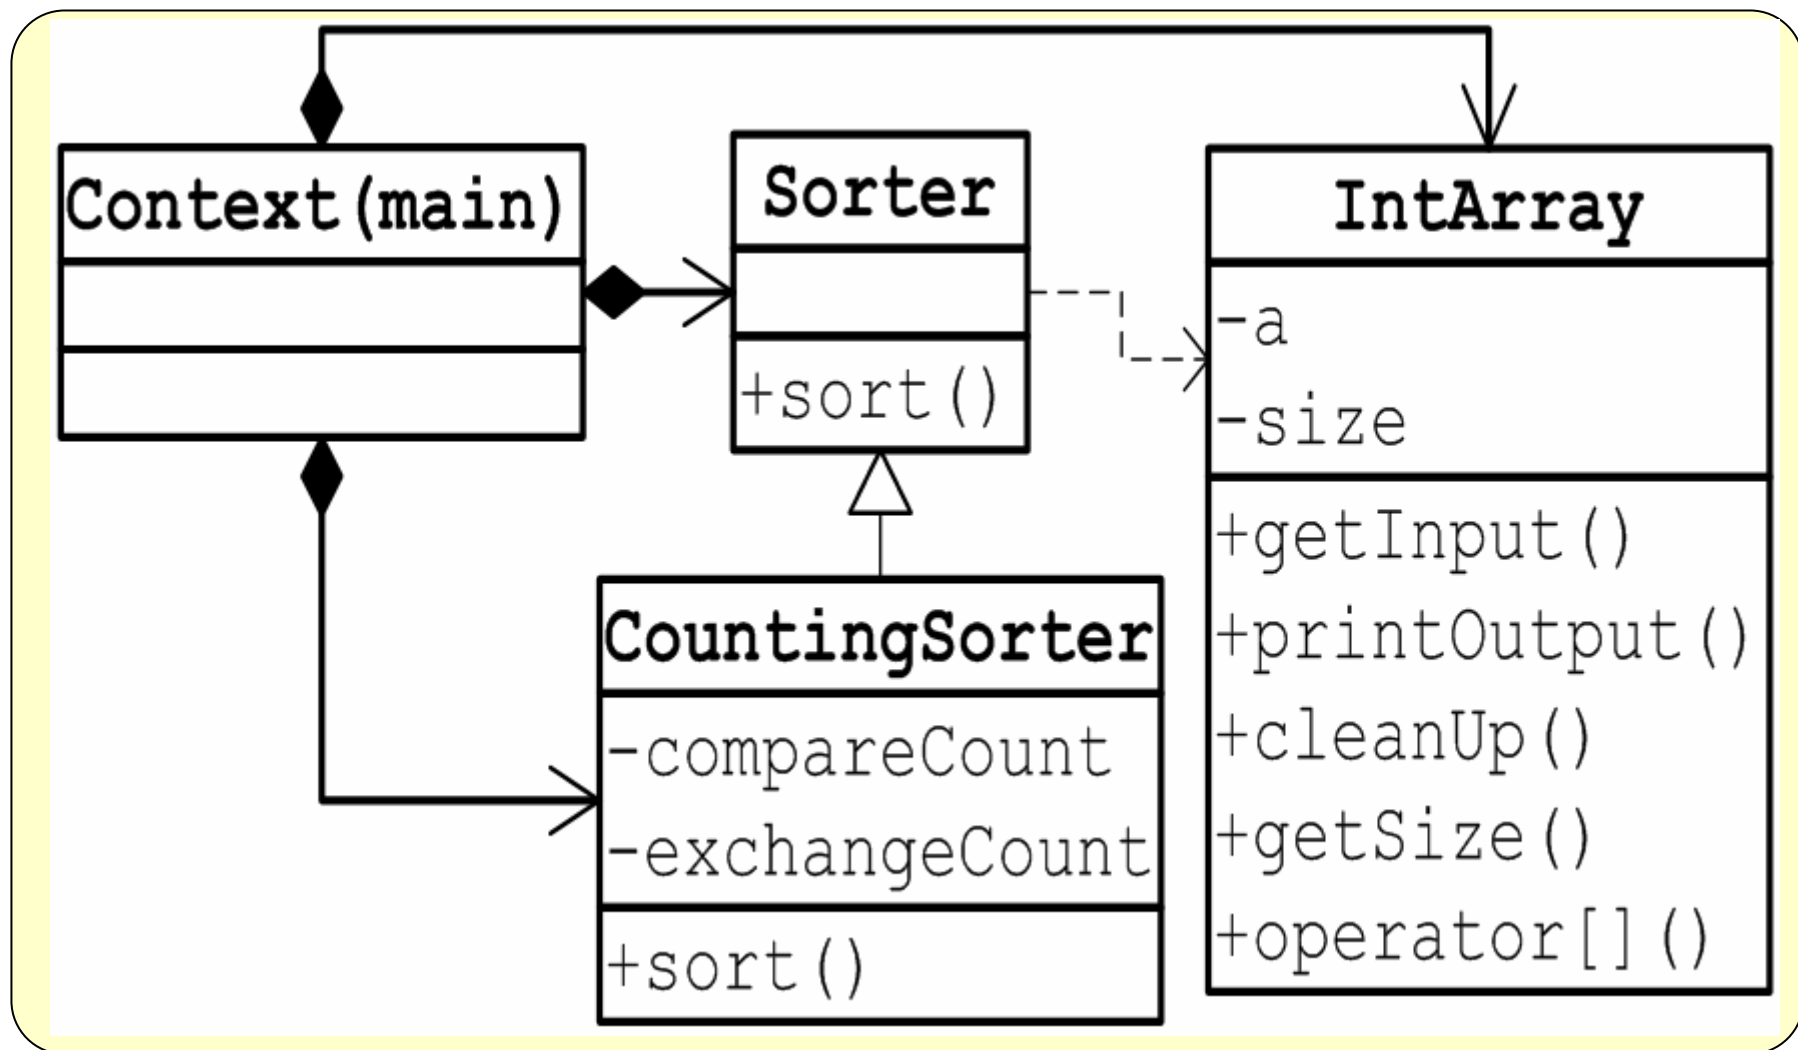 Context(main)
Sorter
+sort()
CountingSorter
-compareCount
-exchangeCount
+sort()
IntArray
-a
-size
+getInput()
+printOutput()
+cleanUp()
+getSize()
+operator[]()